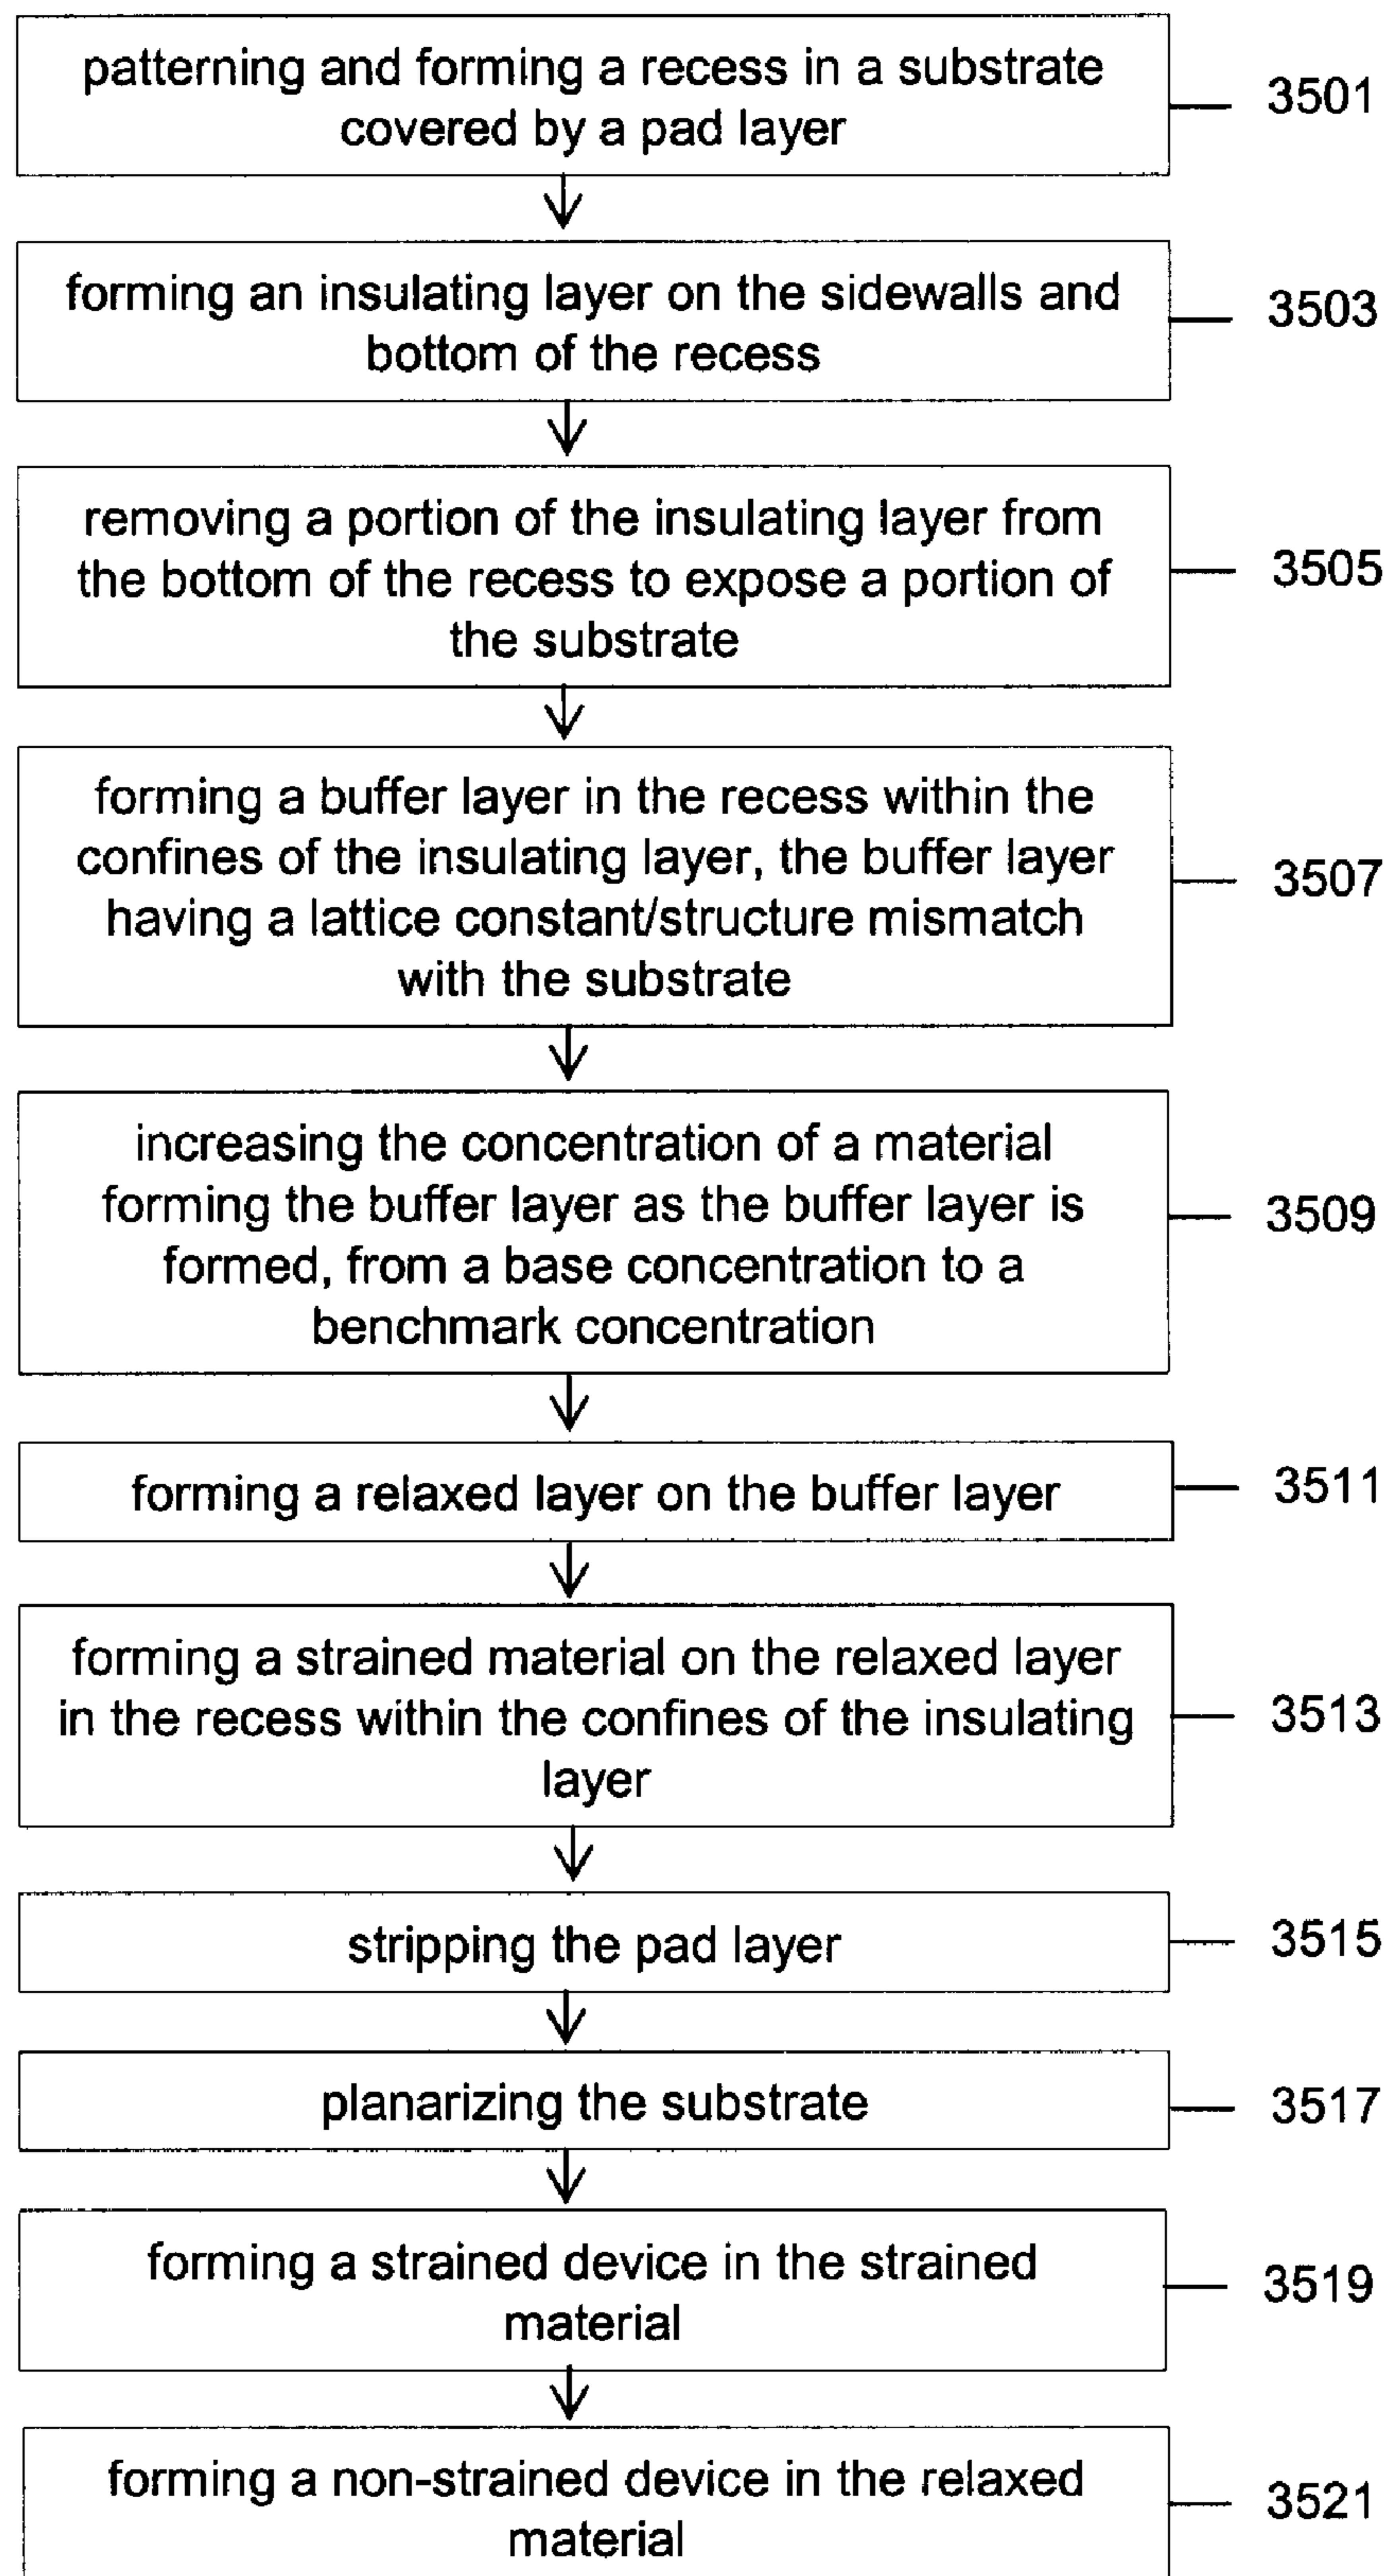 patterning and forming a recess in a substrate
covered by a pad layer
3501
forming an insulating layer on the sidewalls and
bottom of the recess
3503
removing a portion of the insulating layer from
the bottom of the recess to expose a portion of
the substrate
3505
forming a buffer layer in the recess within the
confines of the insulating layer, the buffer layer
having a lattice constant/structure mismatch
with the substrate
3507
increasing the concentration of a material
forming the buffer layer as the buffer layer is
formed, from a base concentration to a
benchmark concentration
3509
forming a relaxed layer on the buffer layer
3511
forming a strained material on the relaxed layer
in the recess within the confines of the insulating
layer
3513
stripping the pad layer
3515
planarizing the substrate
3517
forming a strained device in the strained
material
3519
forming a non-strained device in the relaxed
material
3521